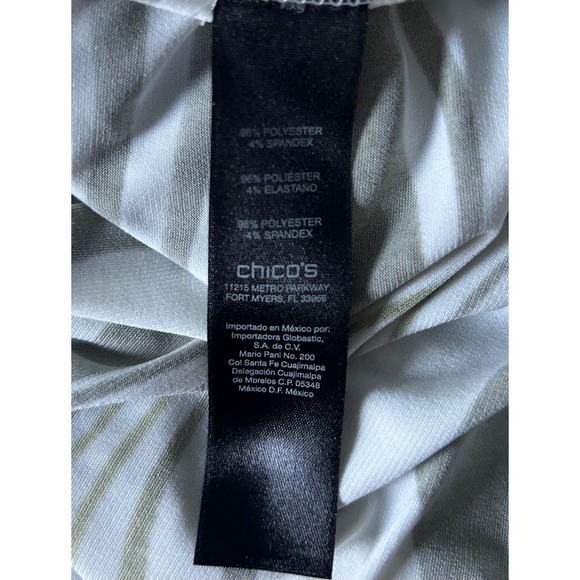 96% POLYESTER
4% SPANDEX
96% POLIÉSTER
4% ELASTANO
96% POLYESTER
4% SPANDEX
chico's
11215 METRO PARKWAY
FORT MYERS, FL 33966
Importado en México por:
Importadora Globastic,
S.A. de C.V.
Mario Pani No. 200
Col Santa Fe Cuajimalpa
Delegación Cuajimalpa
de Morelos C.P. 05348
México D.F. México